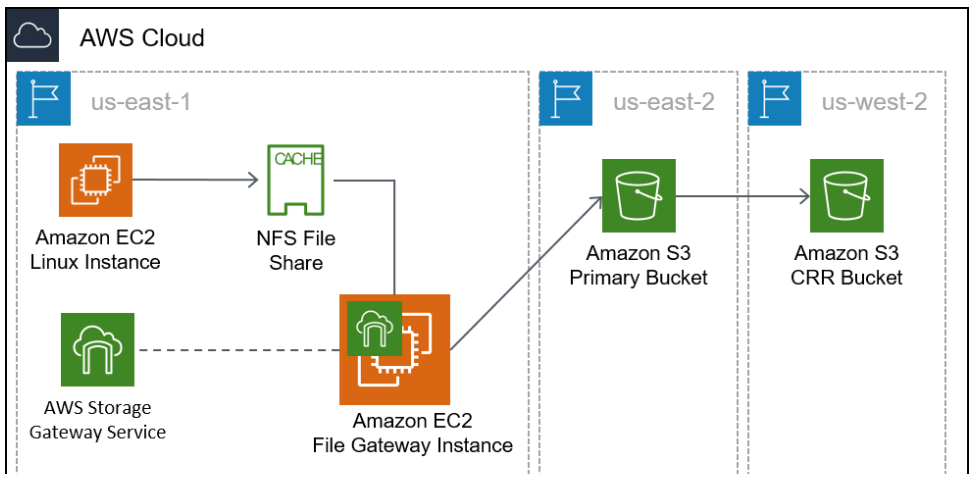 AWS Cloud
us-east-1
us-east-2
us-west-2
CACHE
Amazon EC2
Linux Instance
NFS File
Share
Amazon S3
Primary Bucket
Amazon S3
CRR Bucket
AWS Storage
Gateway Service
Amazon EC2
File Gateway Instance